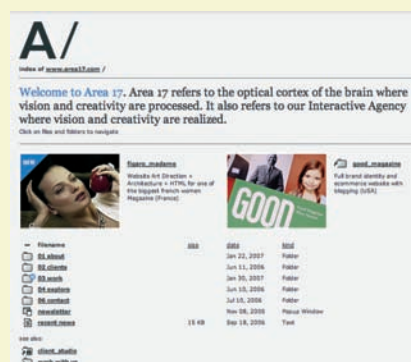 A/
index of www.area17.com /
Welcome to Area 17. Area 17 refers to the optical cortex of the brain where
vision and creativity are processed. It also refers to our Interactive Agency
where vision and creativity are realized.
Click on files and folders to navigate
NEW
figaro_madame
Website Art Direction +
Architecture + HTML for one of
the biggest french women
Magazine (France)
GOOD
good_magazine
Full brand identity and
ecommerce website with
blogging (USA)
filename size date kind
01 about Jan 22, 2007 Folder
02 clients Jun 11, 2006 Folder
03 work Jan 30, 2007 Folder
04 explore Jun 10, 2006 Folder
06 contact Jul 10, 2006 Folder
newsletter Nov 08, 2006 Popup Window
recent news 15 KB Sep 18, 2006 Text
see also:
client_studio
work with us